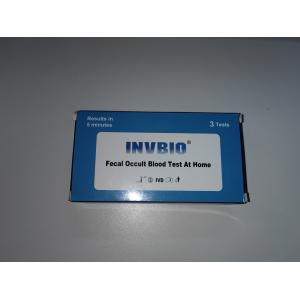 Results in
5 minutes
3 Tests
INVBIO®
Fecal Occult Blood Test At Home
IVD